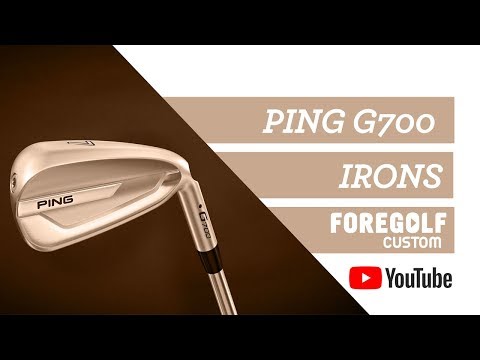 PING G700
IRONS
FOREGOLF
CUSTOM
YouTube
7
PING
G700